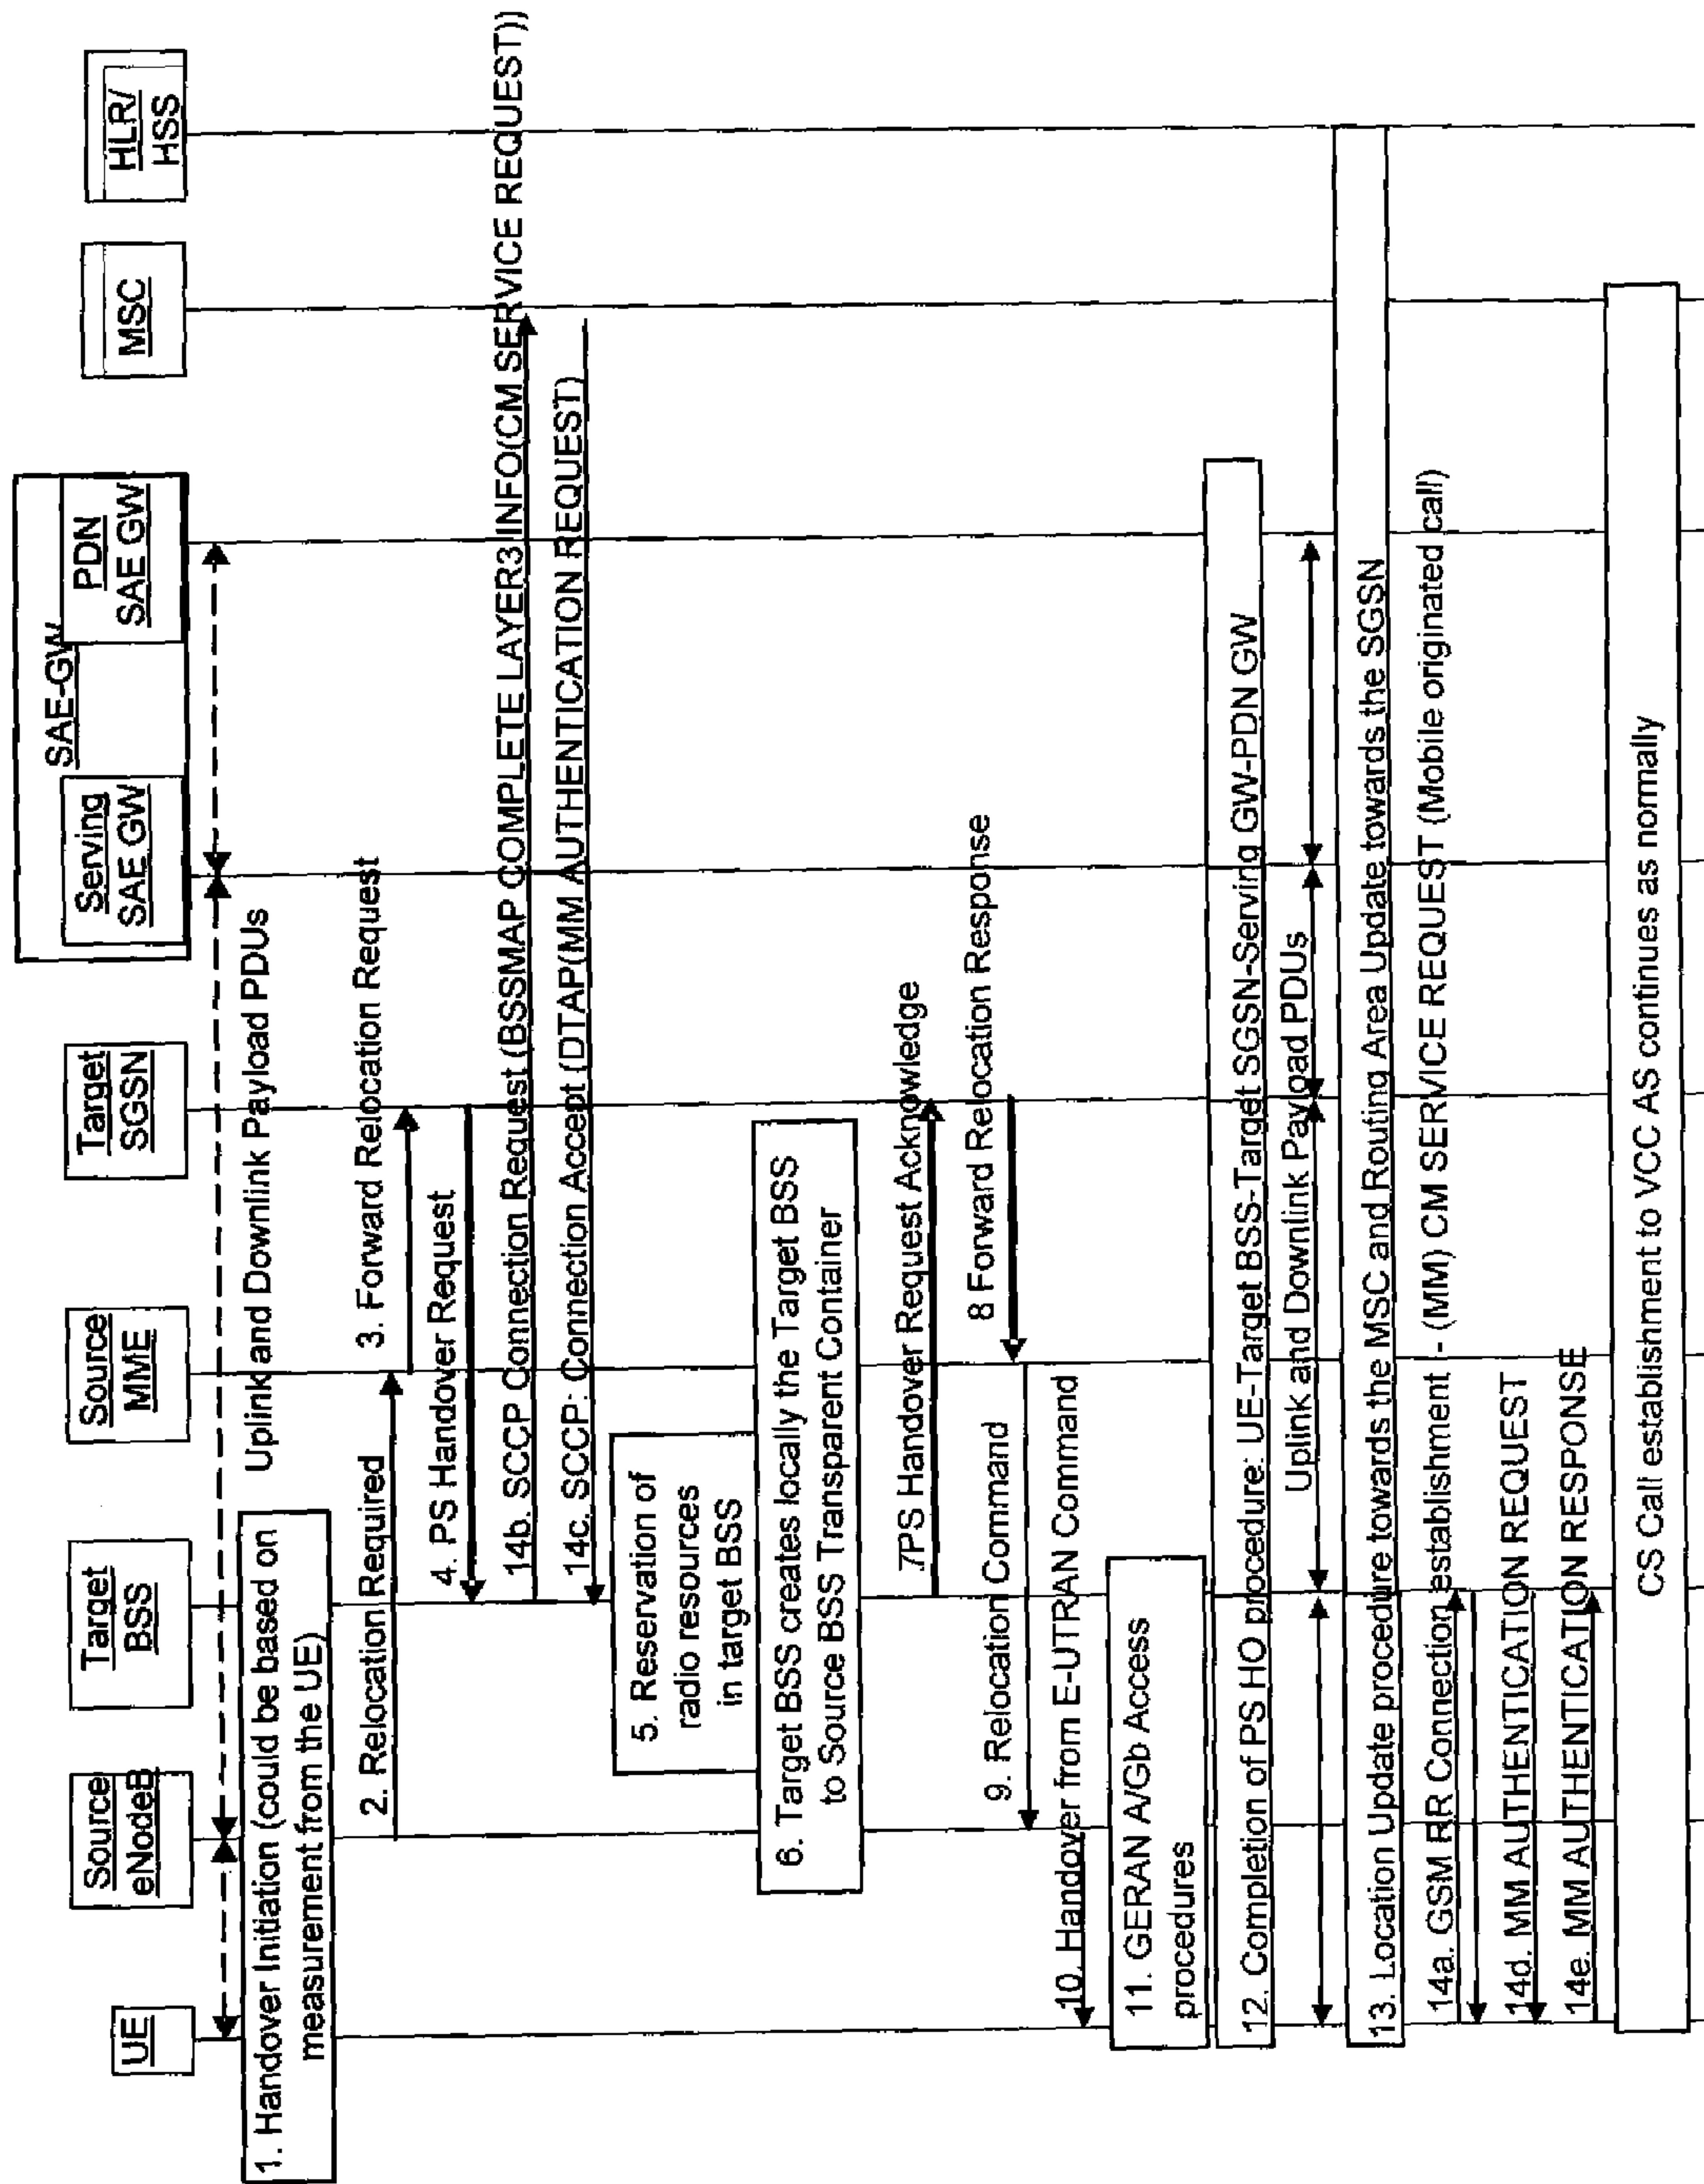 UE
Source
eNodeB
Target
BSS
Source
MME
Target
SGSN
SAE-GW
Serving
SAE GW
PDN
SAE GW
MSC
HLR/
HSS
Uplink and Downlink Payload PDUs
1. Handover Initiation (could be based on
measurement from the UE)
2. Relocation Required
3. Forward Relocation Request
4. PS Handover Request
14b. SCCP Connection Request (BSSMAP COMPLETE LAYER3 INFO(CM SERVICE REQUEST))
14c. SCCP: Connection Accept (DTAP(MM AUTHENTICATION REQUEST)
5. Reservation of
radio resources
in target BSS
6. Target BSS creates locally the Target BSS
to Source BSS Transparent Container
.7PS Handover Request Acknowledge
8 Forward Relocation Response
9. Relocation Command
10. Handover from E-UTRAN Command
11. GERAN A/Gb Access
procedures
12. Completion of PS HO procedure: UE-Target BSS-Target SGSN-Serving GW-PDN GW
Uplink and Downlink Payload PDUs
13. Location Update procedure towards the MSC and Routing Area Update towards the SGSN
14a. GSM RR Connection establishment - (MM) CM SERVICE REQUEST (Mobile originated call)
14d. MM AUTHENTICATION REQUEST
14e. MM AUTHENTICATION RESPONSE
CS Call establishment to VCC AS continues as normally